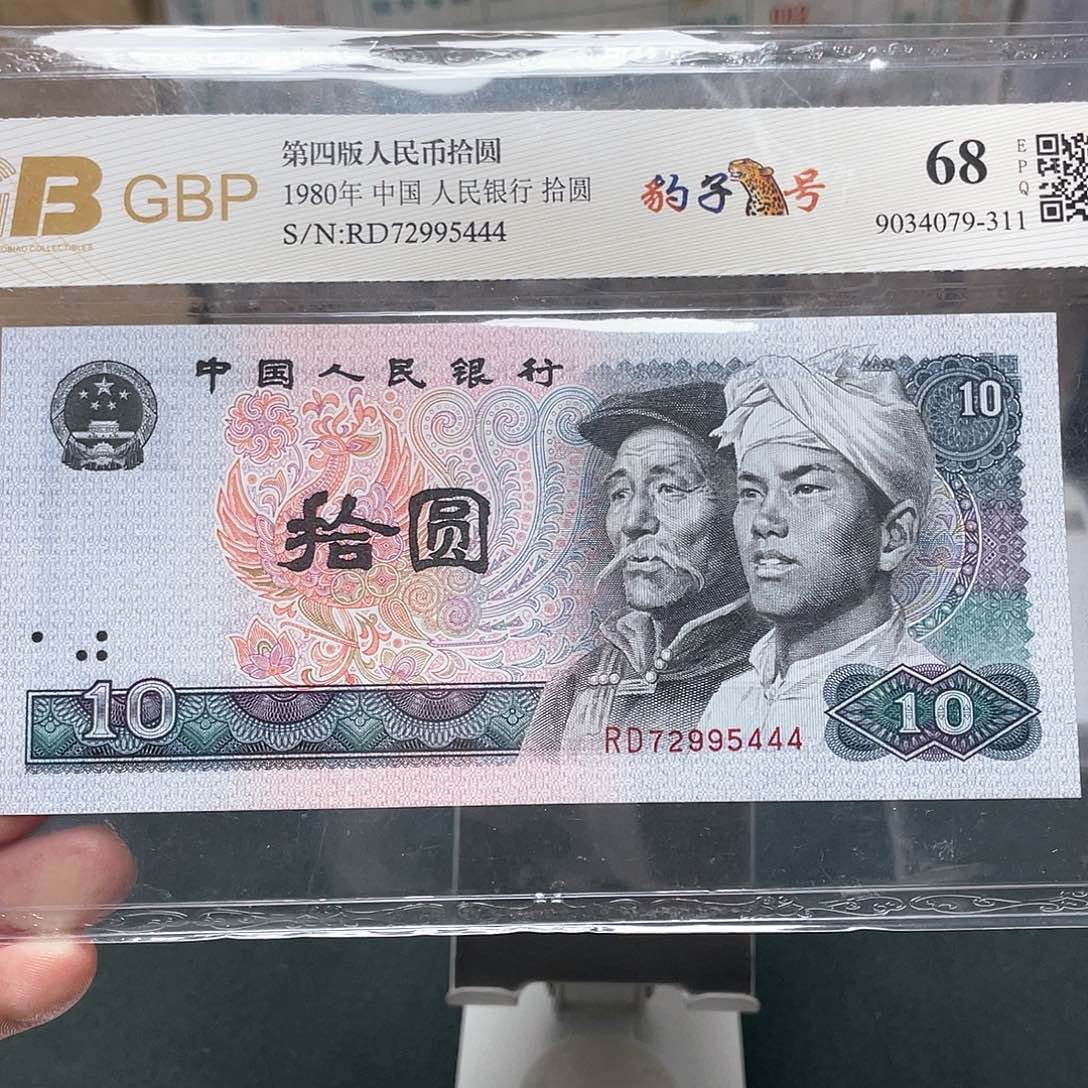 GBP
第四版人民币拾圆
1980年 中国 人民银行 拾圆
S/N:RD72995444
豹子号
68
EPQ
9034079-311
中国人民银行
10
拾圆
10
RD72995444
10